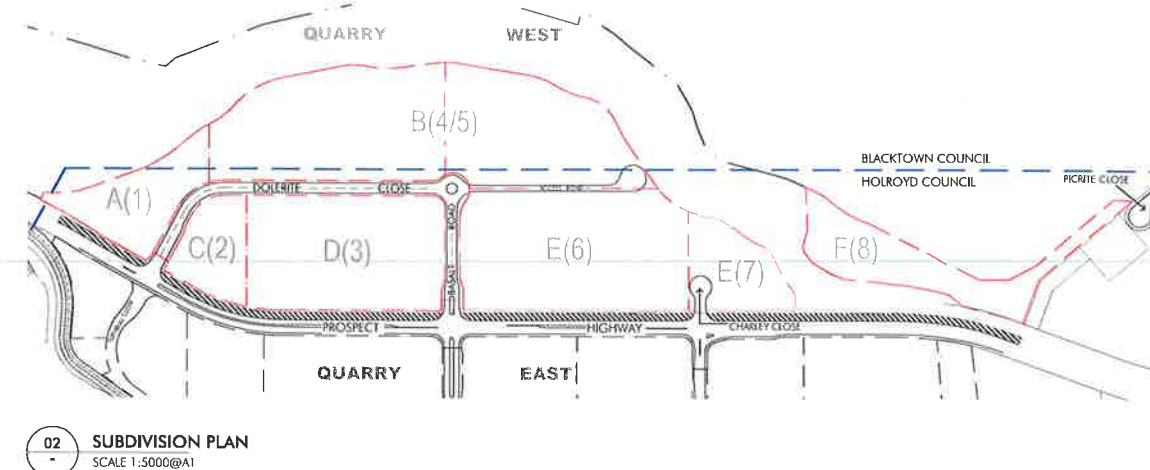 QUARRY WEST
B(4/5)
BLACKTOWN COUNCIL
HOLROYD COUNCIL
PICRITE CLOSE
DOLERITE CLOSE
A(1)
C(2)
D(3)
BASALT ROAD
E(6)
E(7)
F(8)
PROSPECT HIGHWAY
CHARLEY CLOSE
QUARRY EAST
02
-
SUBDIVISION PLAN
SCALE 1:5000@A1